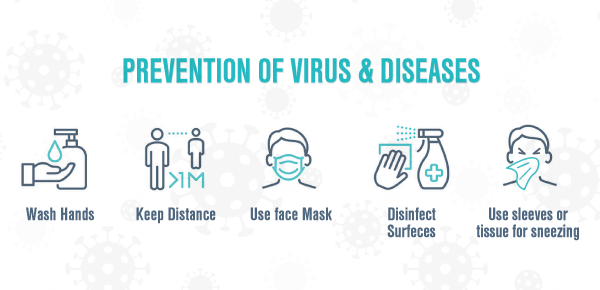 PREVENTION OF VIRUS & DISEASES
>1M
Wash Hands
Keep Distance
Use face Mask
Disinfect
Surfeces
Use sleeves or
tissue for sneezing